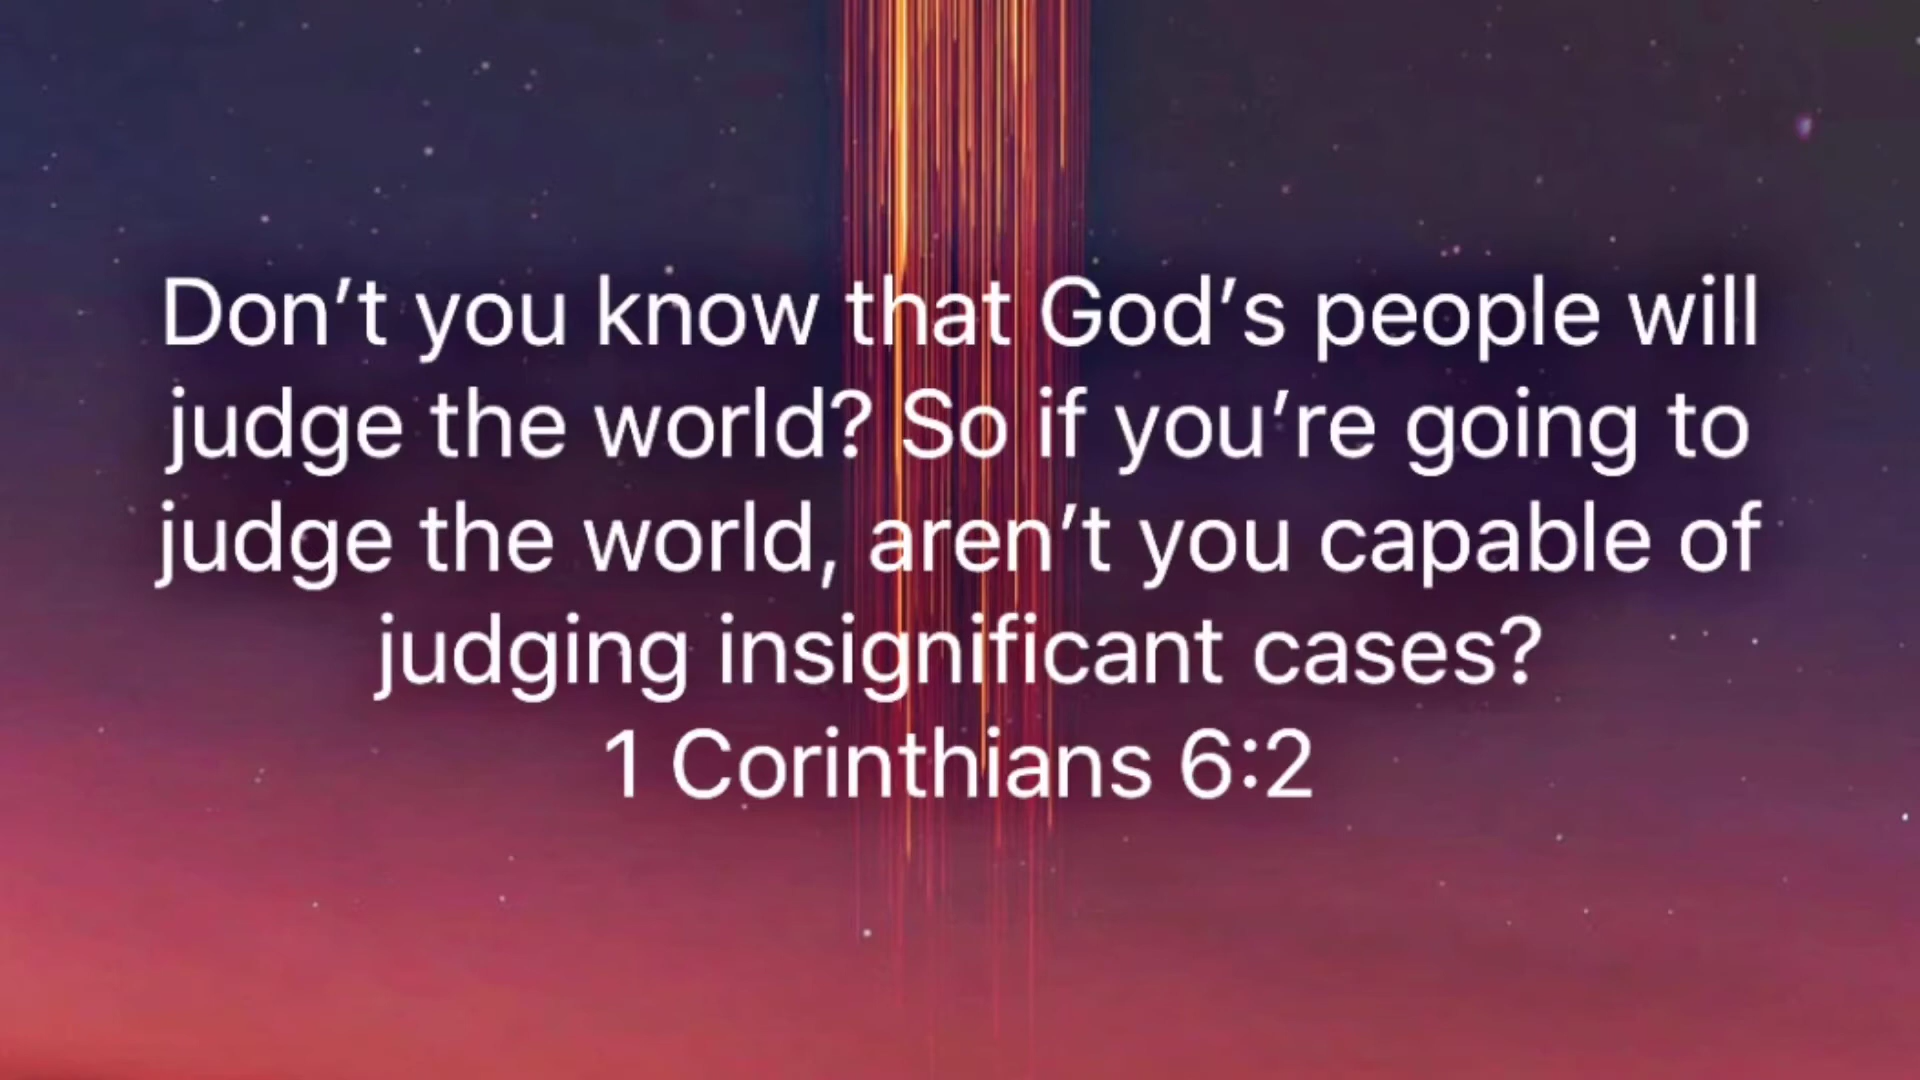 Don’t you know that God’s people will
judge the world? So if you’re going to
judge the world, aren’t you capable of
judging insignificant cases?
1 Corinthians 6:2